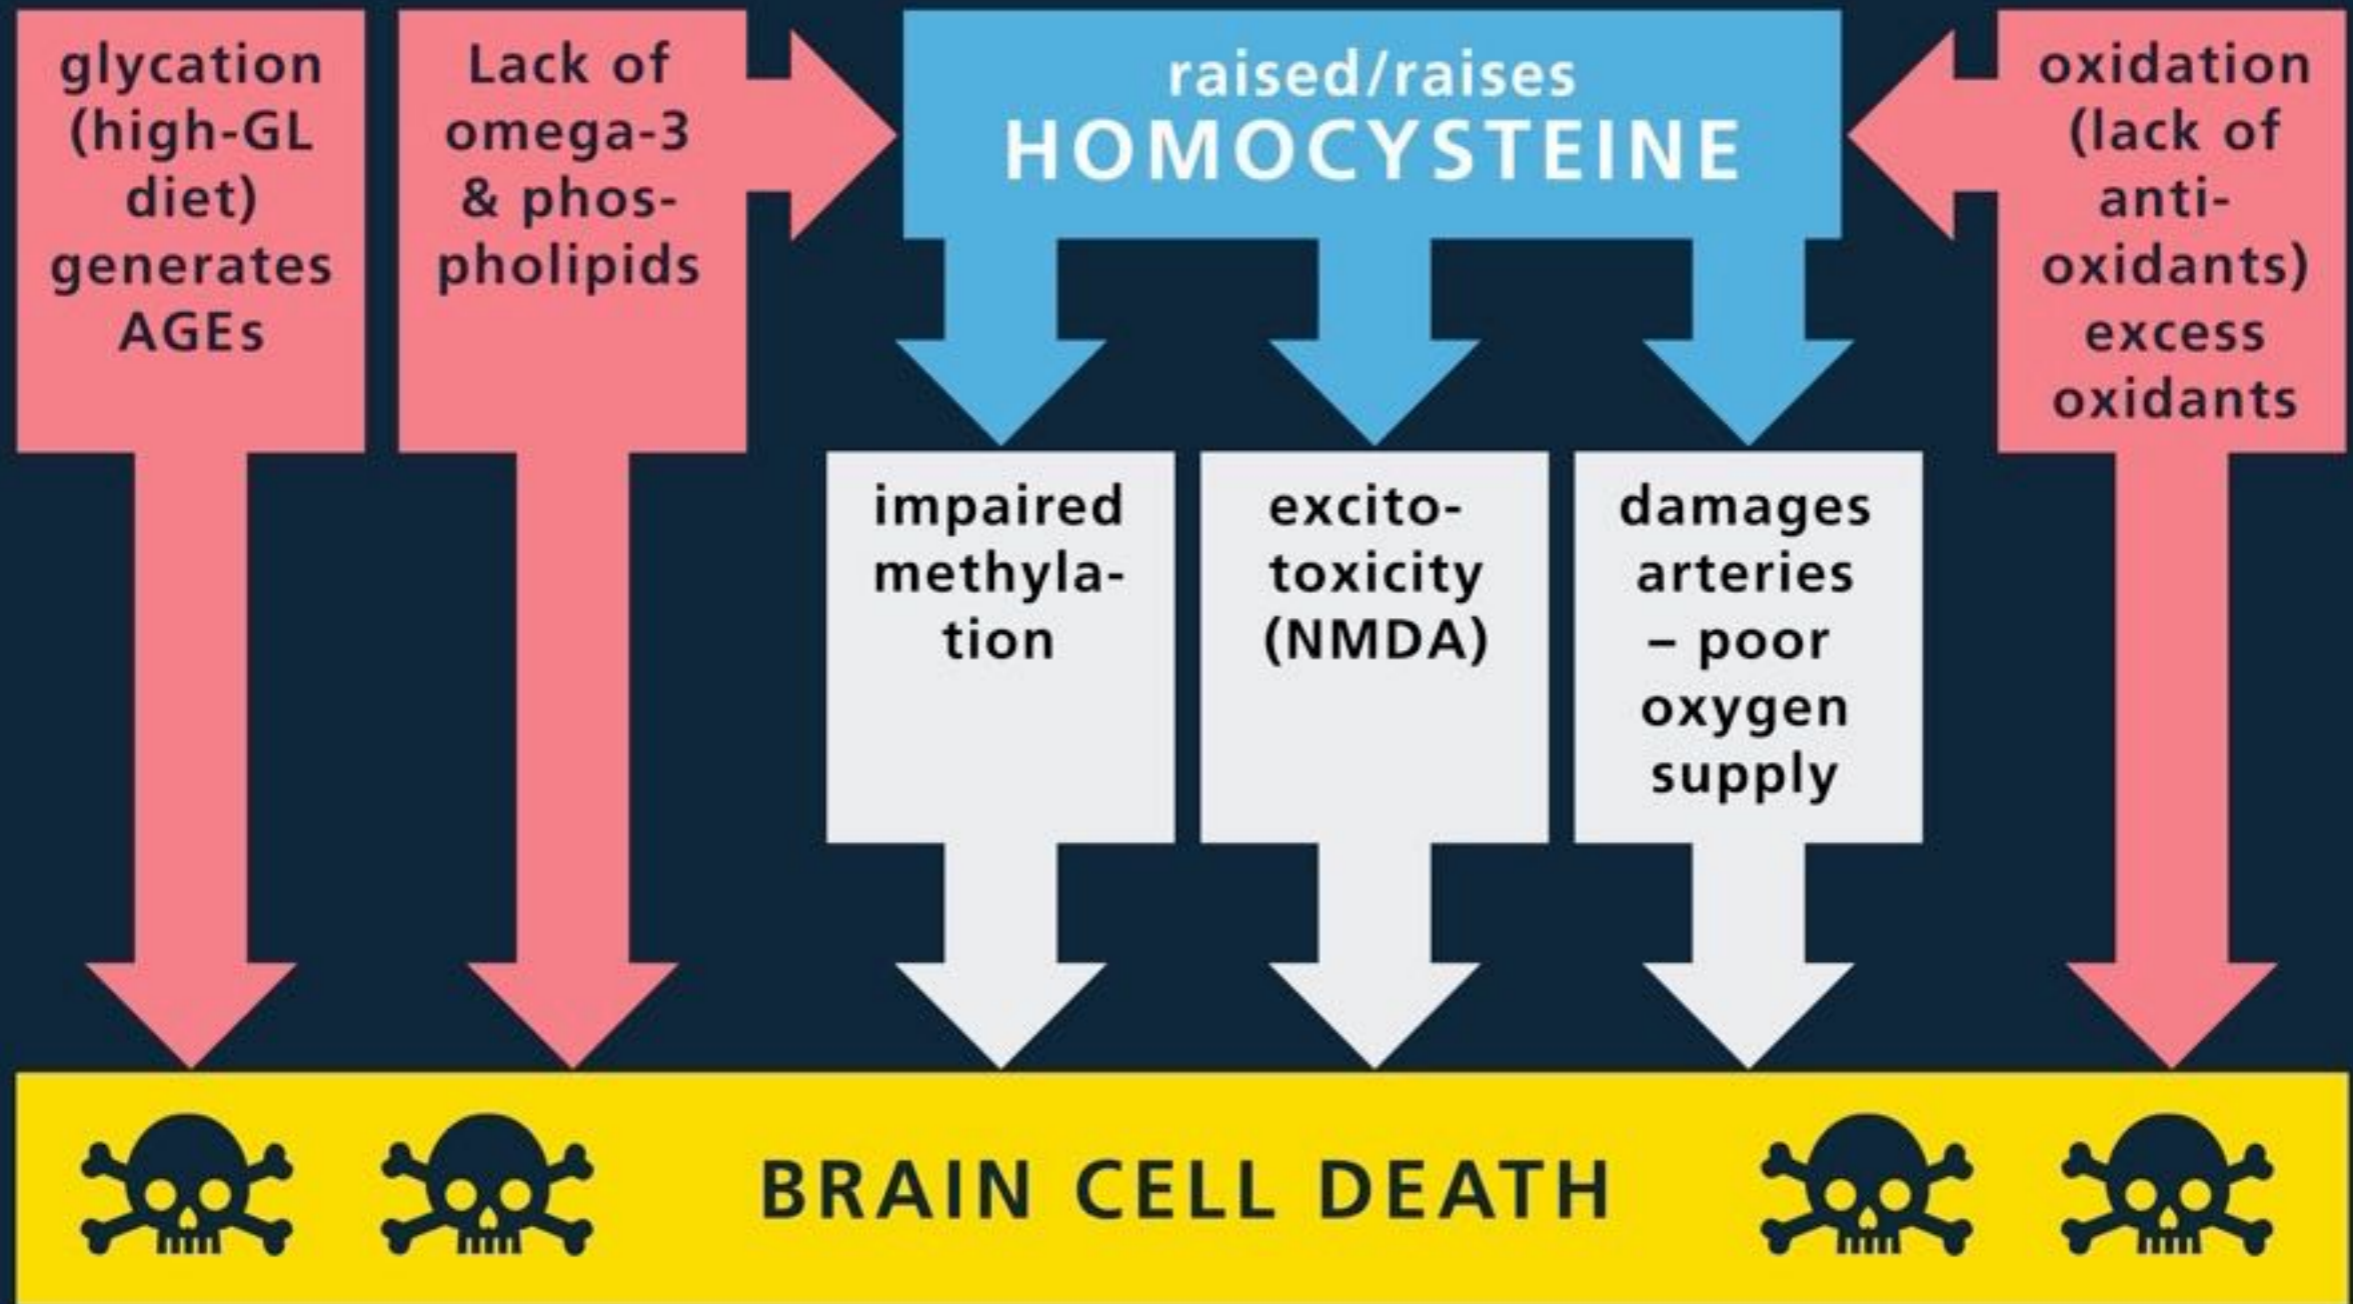 glycation
(high-GL
diet)
generates
AGEs
Lack of
omega-3
& phos-
pholipids
raised/raises
HOMOCYSTEINE
oxidation
(lack of
anti-
oxidants)
excess
oxidants
impaired
methyla-
tion
excito-
toxicity
(NMDA)
damages
arteries
– poor
oxygen
supply
BRAIN CELL DEATH